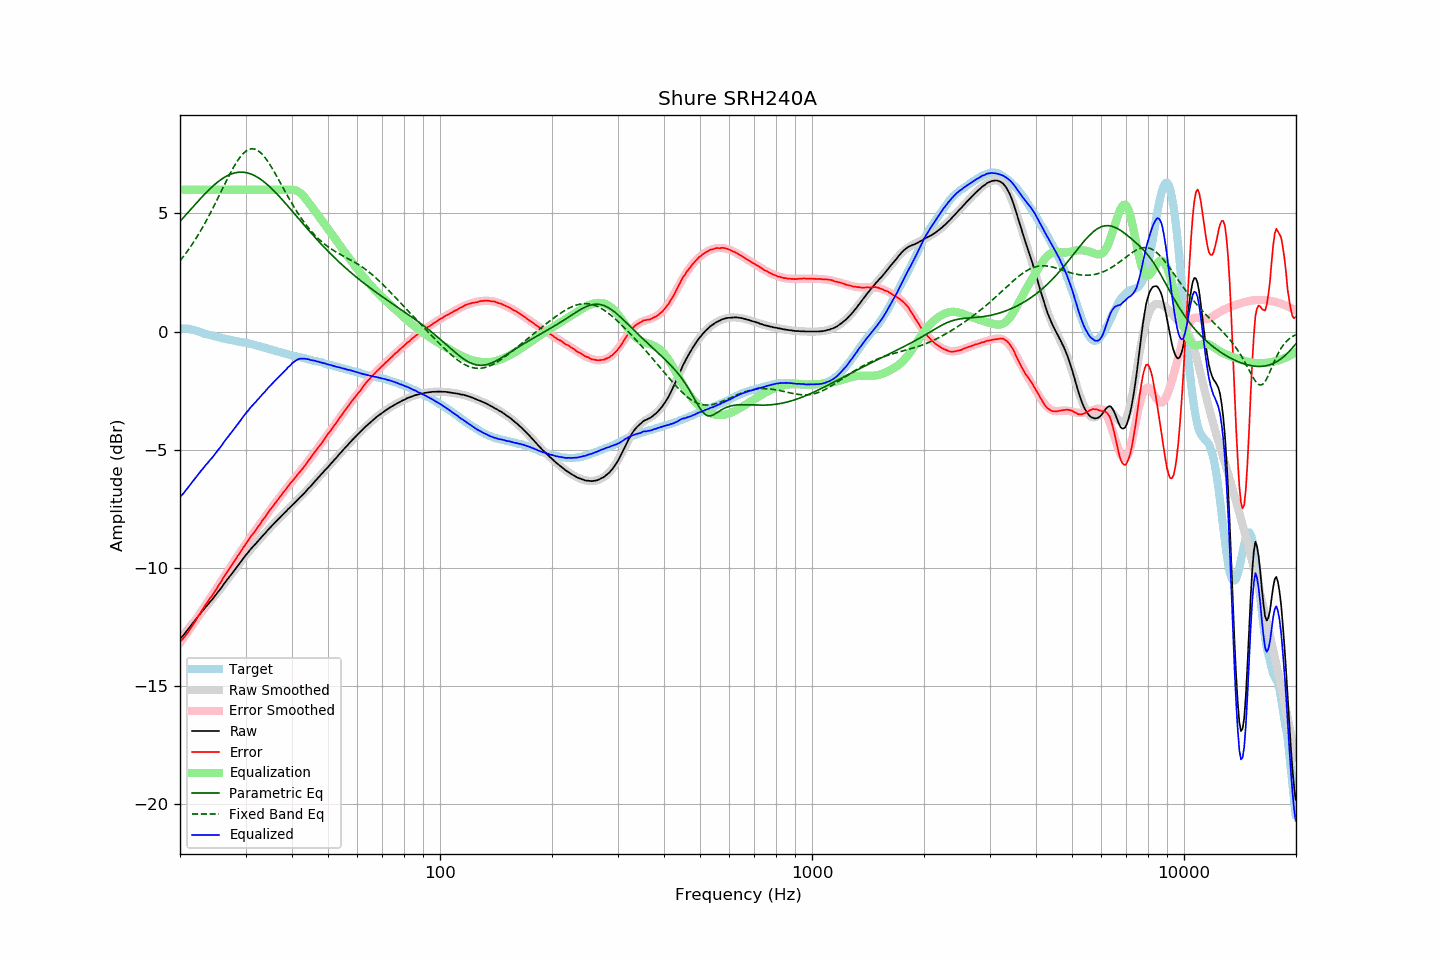 Shure SRH240A
Amplitude (dBr)
5
0
−5
−10
−15
−20
Target
Raw Smoothed
Error Smoothed
Raw
Error
Equalization
Parametric Eq
Fixed Band Eq
Equalized
100
1000
10000
Frequency (Hz)